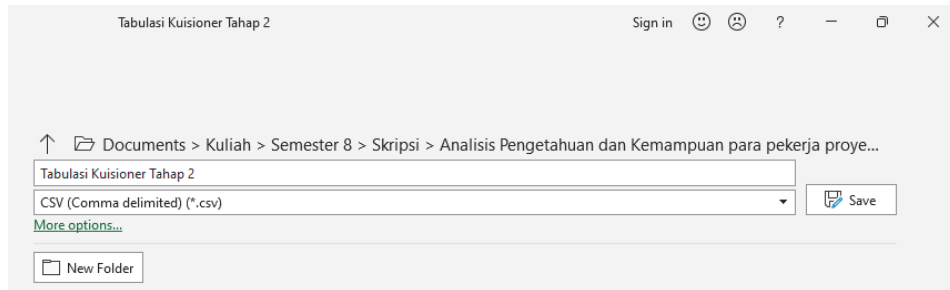 Tabulasi Kuisioner Tahap 2 Sign in ?
Documents > Kuliah > Semester 8 > Skripsi > Analisis Pengetahuan dan Kemampuan para pekerja proye...
Tabulasi Kuisioner Tahap 2
CSV (Comma delimited) (*.csv)
Save
More options...
New Folder